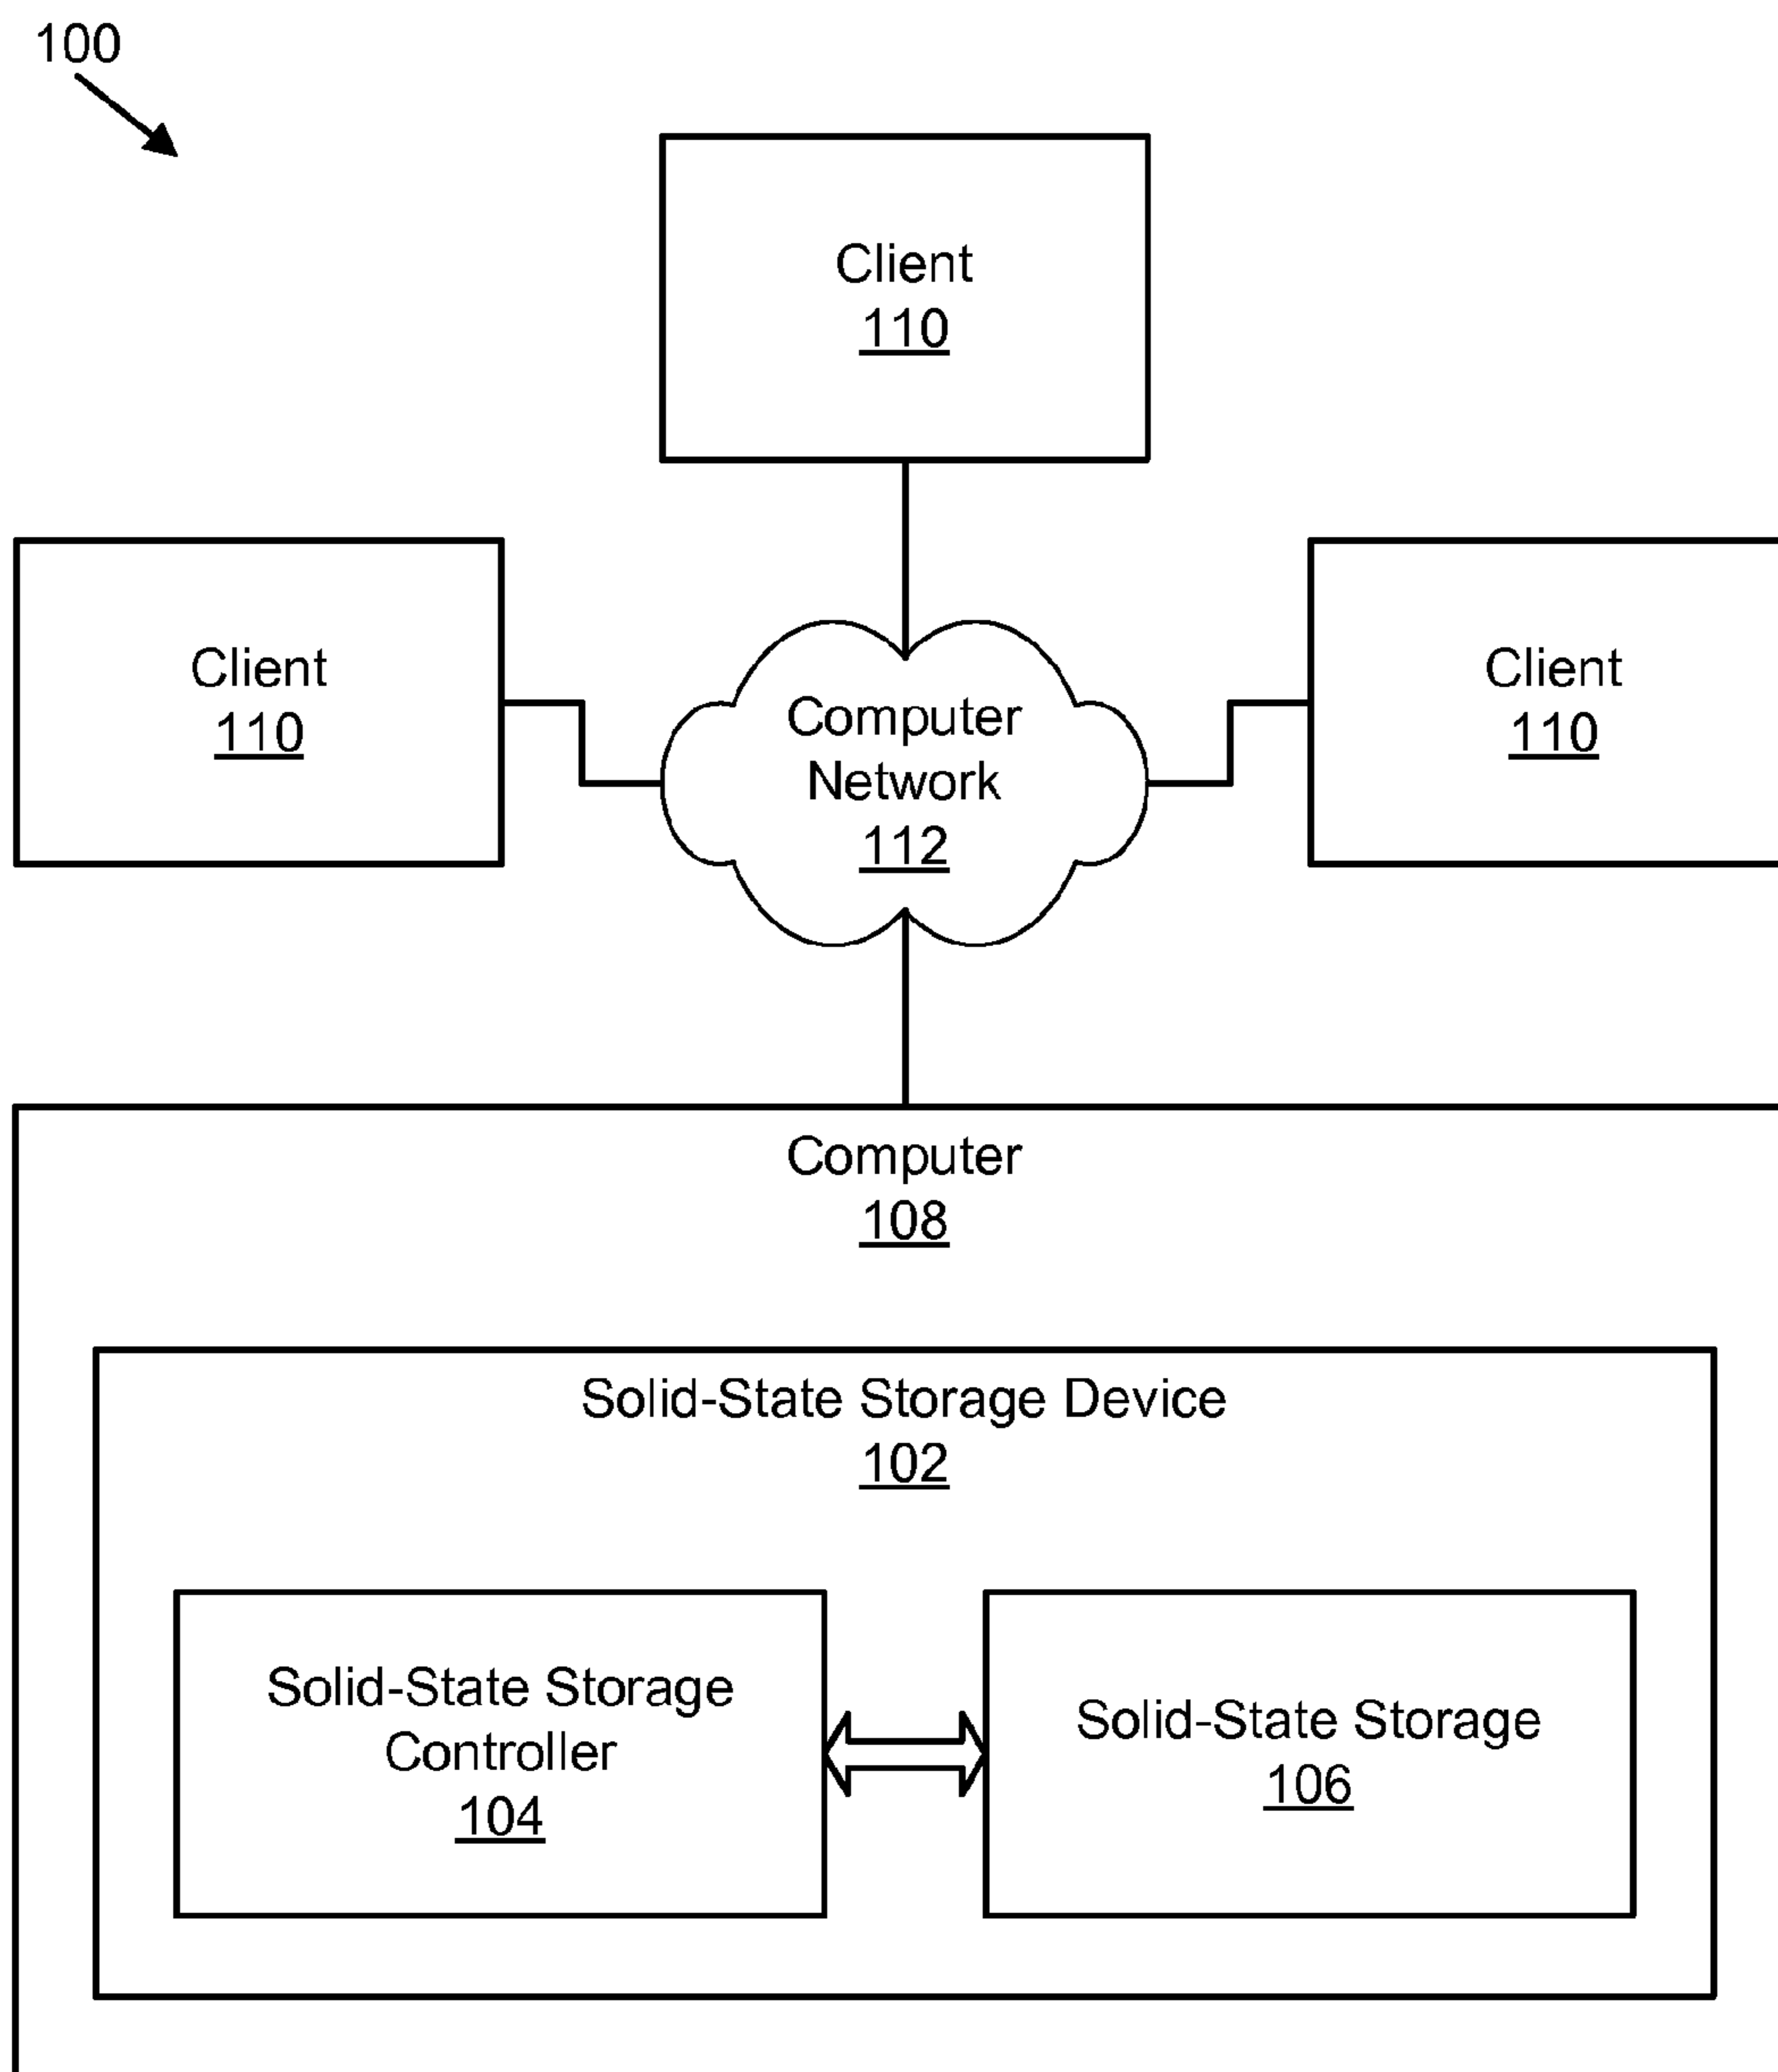 100
Client
110
Client
110
Client
110
Computer
Network
112
Computer
108
Solid-State Storage Device
102
Solid-State Storage
Controller
104
Solid-State Storage
106